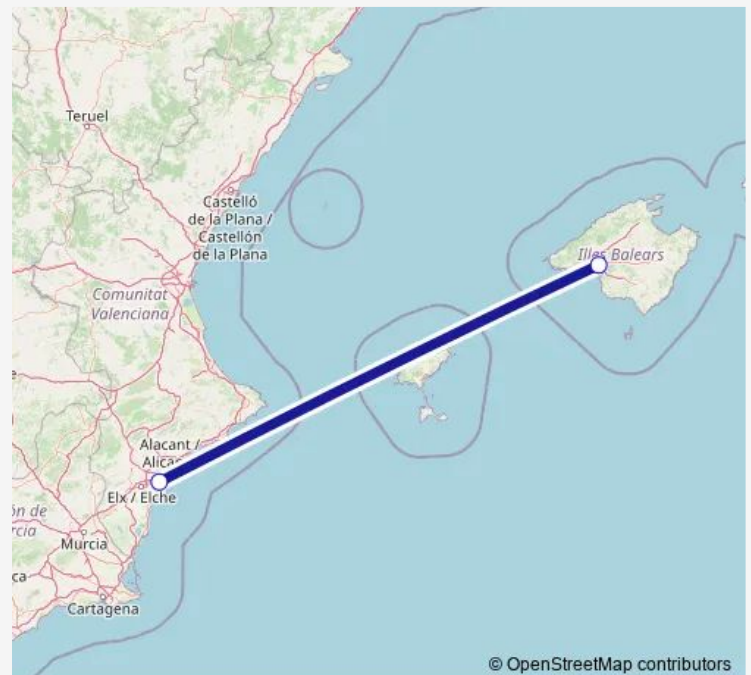 Teruel
Castelló
de la Plana /
Castellón
de la Plana
Illes Balears
Comunitat
Valenciana
Alacant /
Elx / Elche
Murcia
Cartagena
© OpenStreetMap contributors